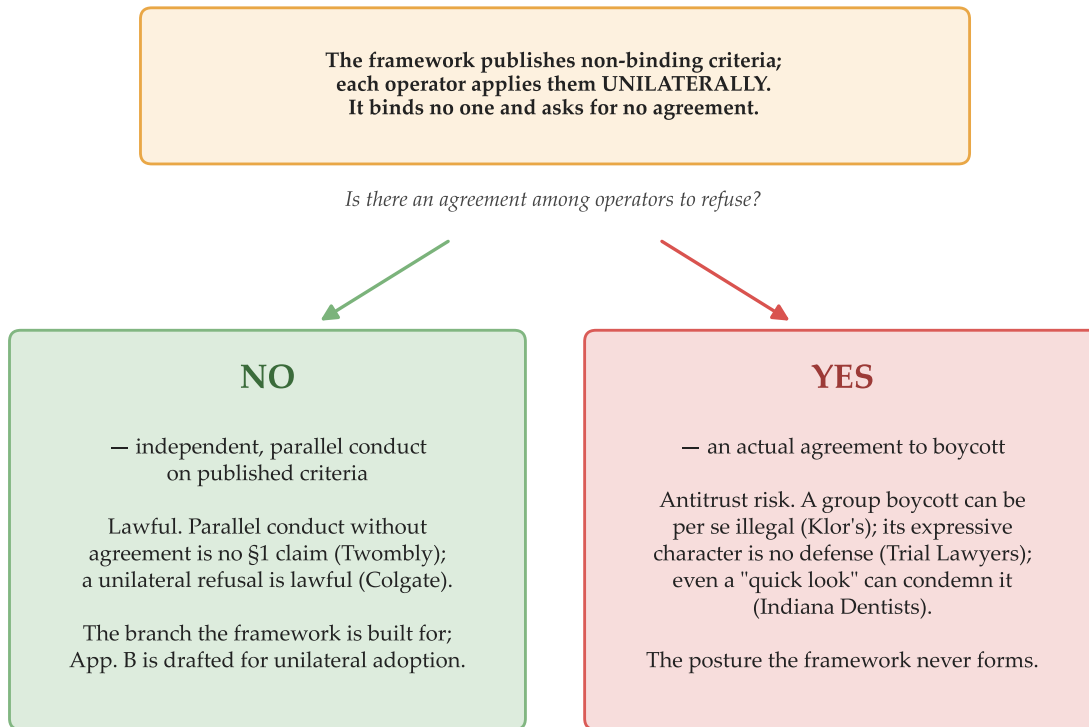 The framework publishes non-binding criteria;
each operator applies them UNILATERALLY.
It binds no one and asks for no agreement.
Is there an agreement among operators to refuse?
NO
— independent, parallel conduct
on published criteria
Lawful. Parallel conduct without
agreement is no §1 claim (Twombly);
a unilateral refusal is lawful (Colgate).
The branch the framework is built for;
App. B is drafted for unilateral adoption.
YES
— an actual agreement to boycott
Antitrust risk. A group boycott can be
per se illegal (Klor's); its expressive
character is no defense (Trial Lawyers);
even a "quick look" can condemn it
(Indiana Dentists).
The posture the framework never forms.